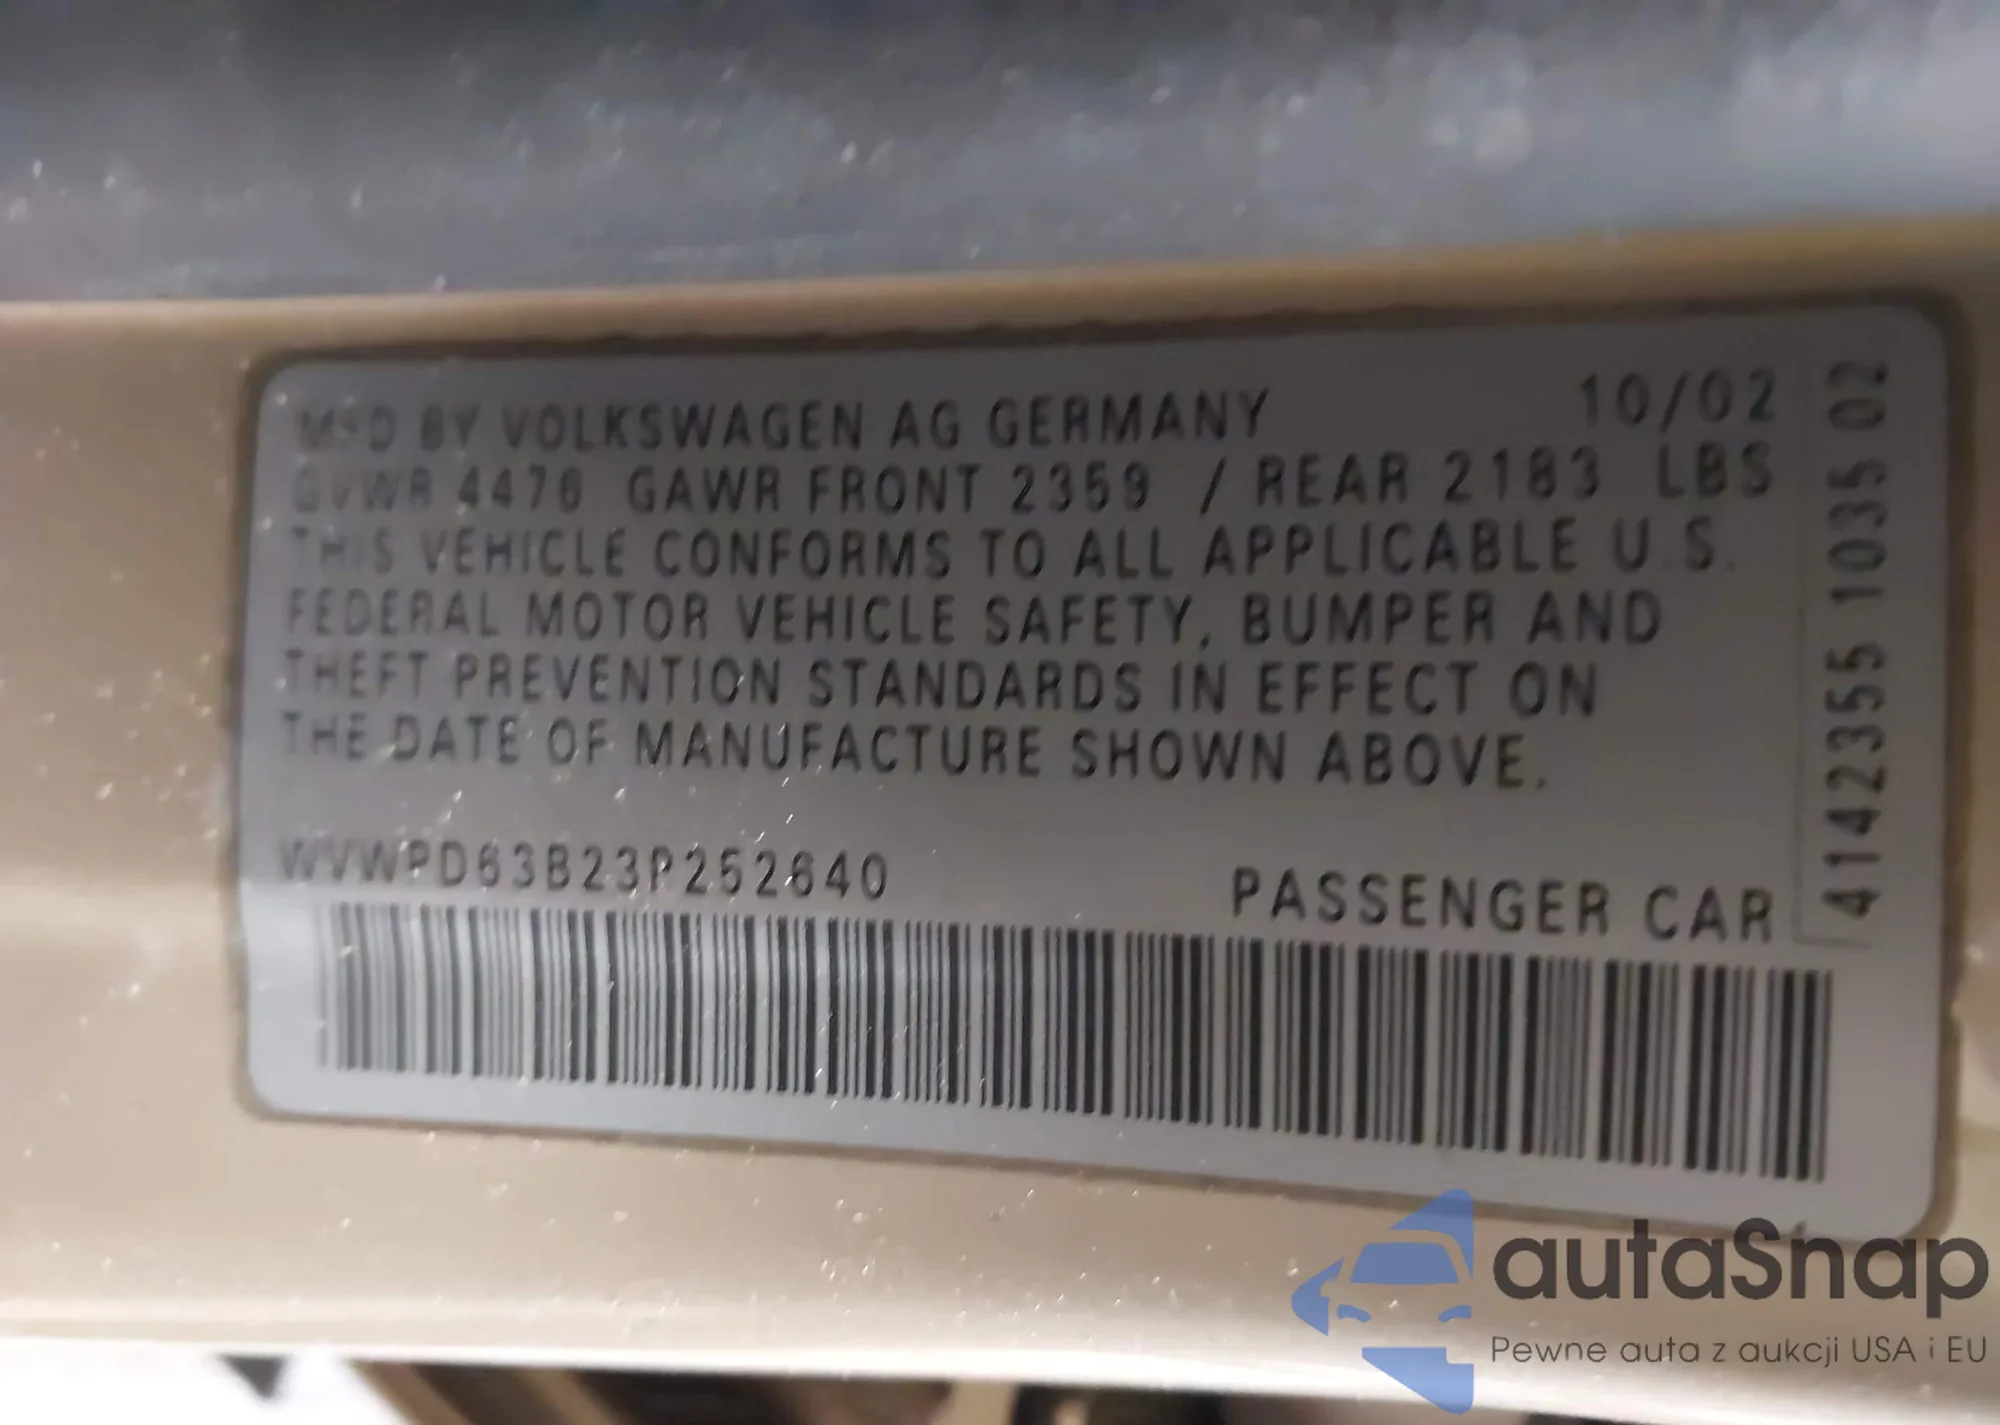 MFD BY VOLKSWAGEN AG GERMANY 10/02
GVWR 4476 GAWR FRONT 2359 / REAR 2183 LBS
THIS VEHICLE CONFORMS TO ALL APPLICABLE U.S.
FEDERAL MOTOR VEHICLE SAFETY, BUMPER AND
THEFT PREVENTION STANDARDS IN EFFECT ON
THE DATE OF MANUFACTURE SHOWN ABOVE.
WVWPD63B23P252640 PASSENGER CAR
4142355 1035 02
autaSnap
Pewne auta z aukcji USA i EU